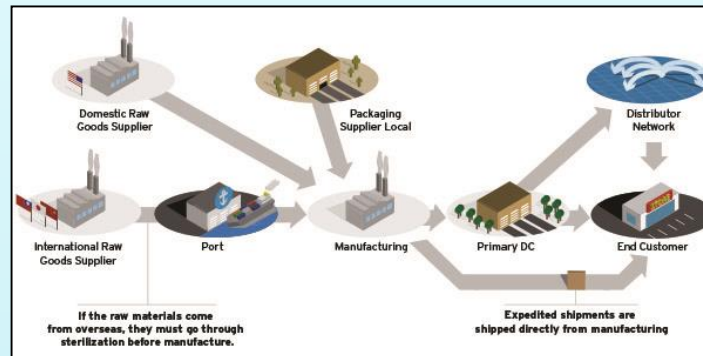 Domestic Raw
Goods Supplier
Packaging
Supplier Local
Distributor
Network
International Raw
Goods Supplier
Port
Manufacturing
Primary DC
End Customer
If the raw materials come
from overseas, they must go through
sterilization before manufacture.
Expedited shipments are
shipped directly from manufacturing